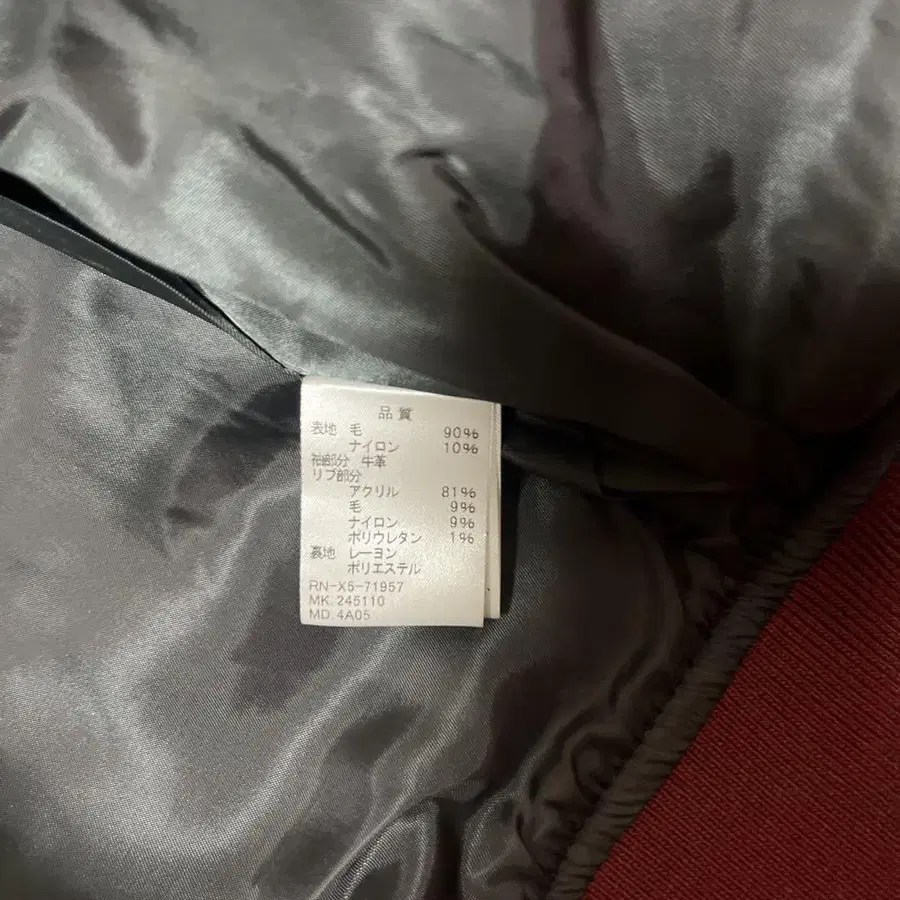 品質
表地 毛 90%
ナイロン 10%
袖部分 牛革
リブ部分
アクリル 81%
毛 9%
ナイロン 9%
ポリウレタン 1%
裏地 レーヨン
ポリエステル
RN-X5-71957
MK.245110
MD.4A05